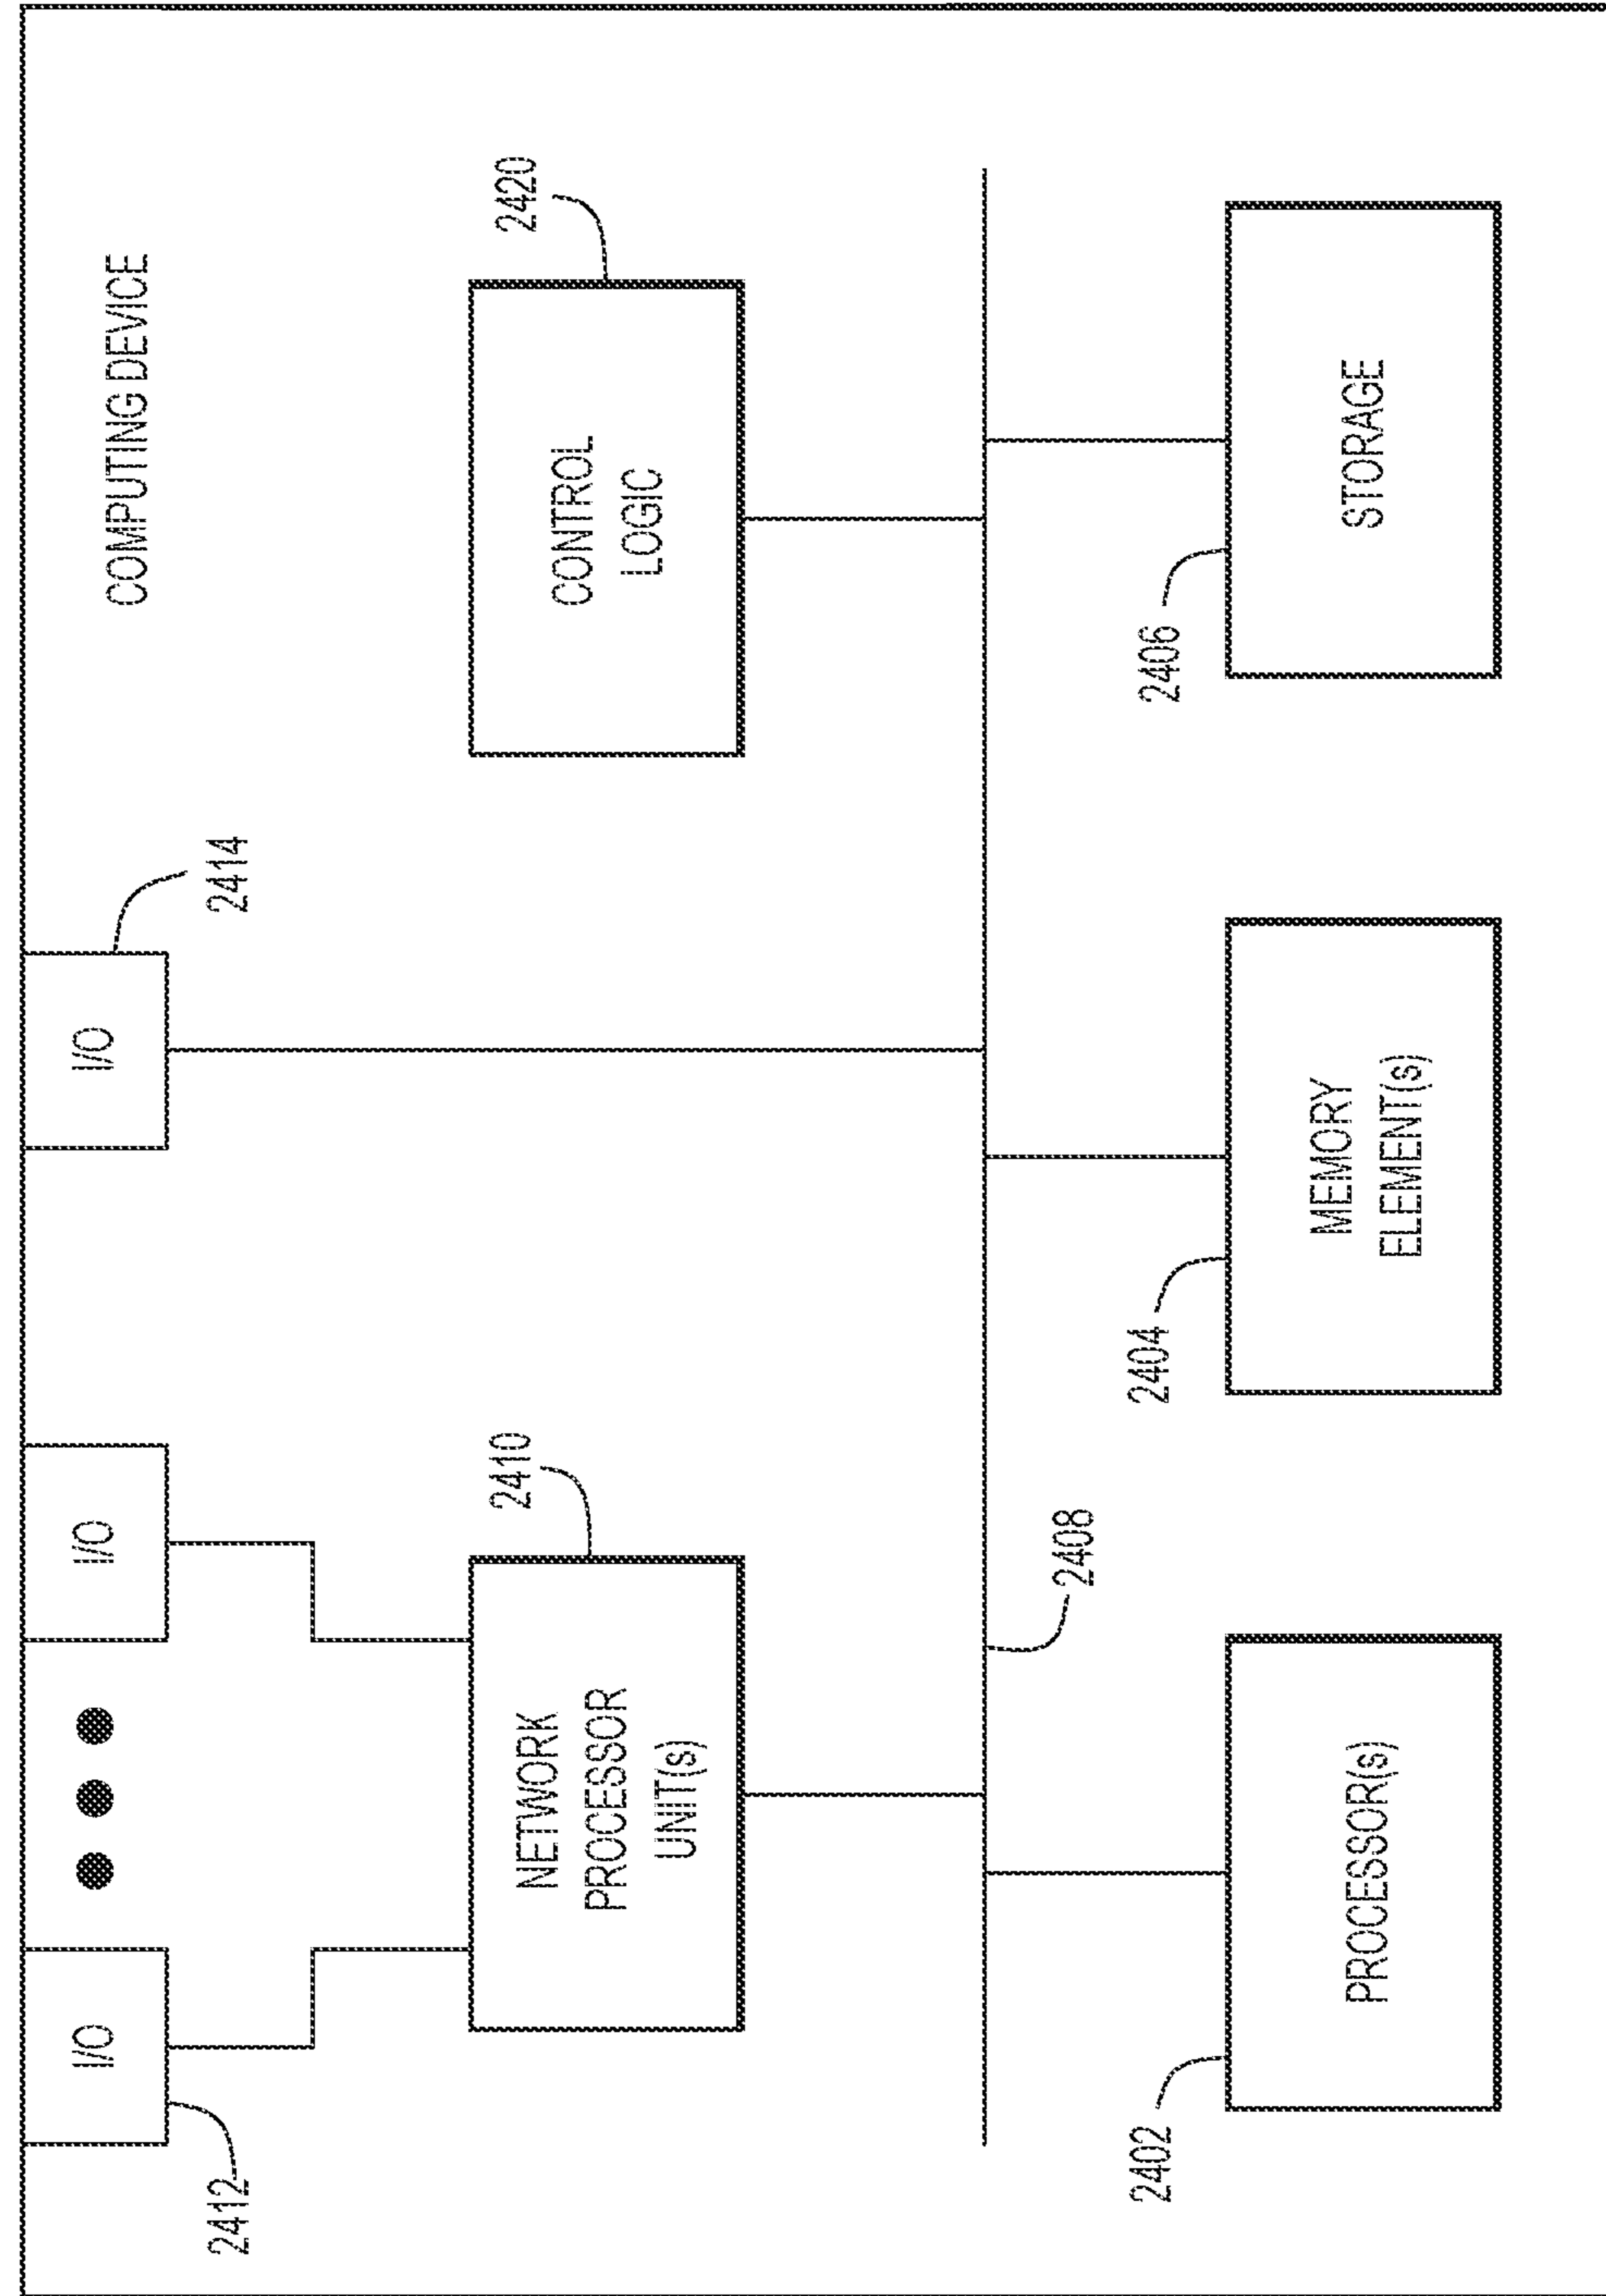 COMPUTING DEVICE
2412
I/O
I/O
I/O
2414
NETWORK
PROCESSOR
UNIT(s)
2410
CONTROL
LOGIC
2420
2408
2402
PROCESSOR(s)
2404
MEMORY
ELEMENT(s)
2406
STORAGE